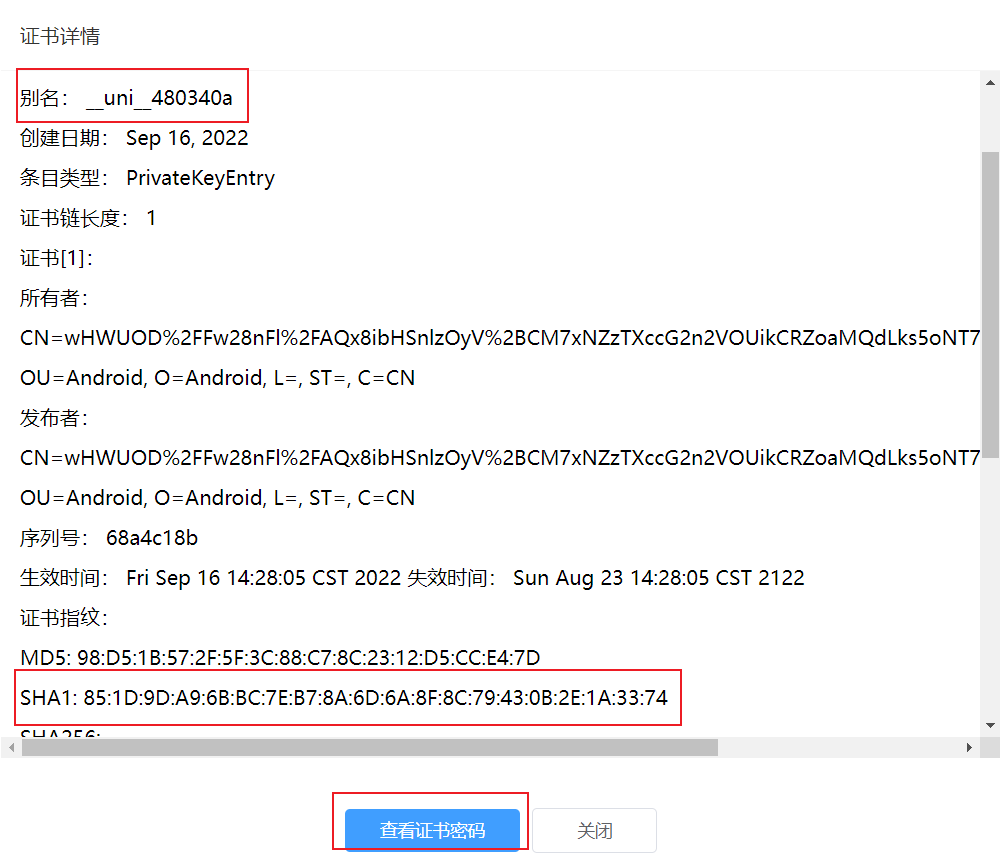 证书详情
别名： __uni__480340a
创建日期： Sep 16, 2022
条目类型： PrivateKeyEntry
证书链长度： 1
证书[1]:
所有者:
CN=wHWUOD%2FFw28nFl%2FAQx8ibHSnlzOyV%2BCM7xNZzTXccG2n2VOUikCRZoaMQdLks5oNT7
OU=Android, O=Android, L=, ST=, C=CN
发布者:
CN=wHWUOD%2FFw28nFl%2FAQx8ibHSnlzOyV%2BCM7xNZzTXccG2n2VOUikCRZoaMQdLks5oNT7
OU=Android, O=Android, L=, ST=, C=CN
序列号： 68a4c18b
生效时间： Fri Sep 16 14:28:05 CST 2022 失效时间： Sun Aug 23 14:28:05 CST 2122
证书指纹:
MD5: 98:D5:1B:57:2F:5F:3C:88:C7:8C:23:12:D5:CC:E4:7D
SHA1: 85:1D:9D:A9:6B:BC:7E:B7:8A:6D:6A:8F:8C:79:43:0B:2E:1A:33:74
SHA256:
查看证书密码 关闭